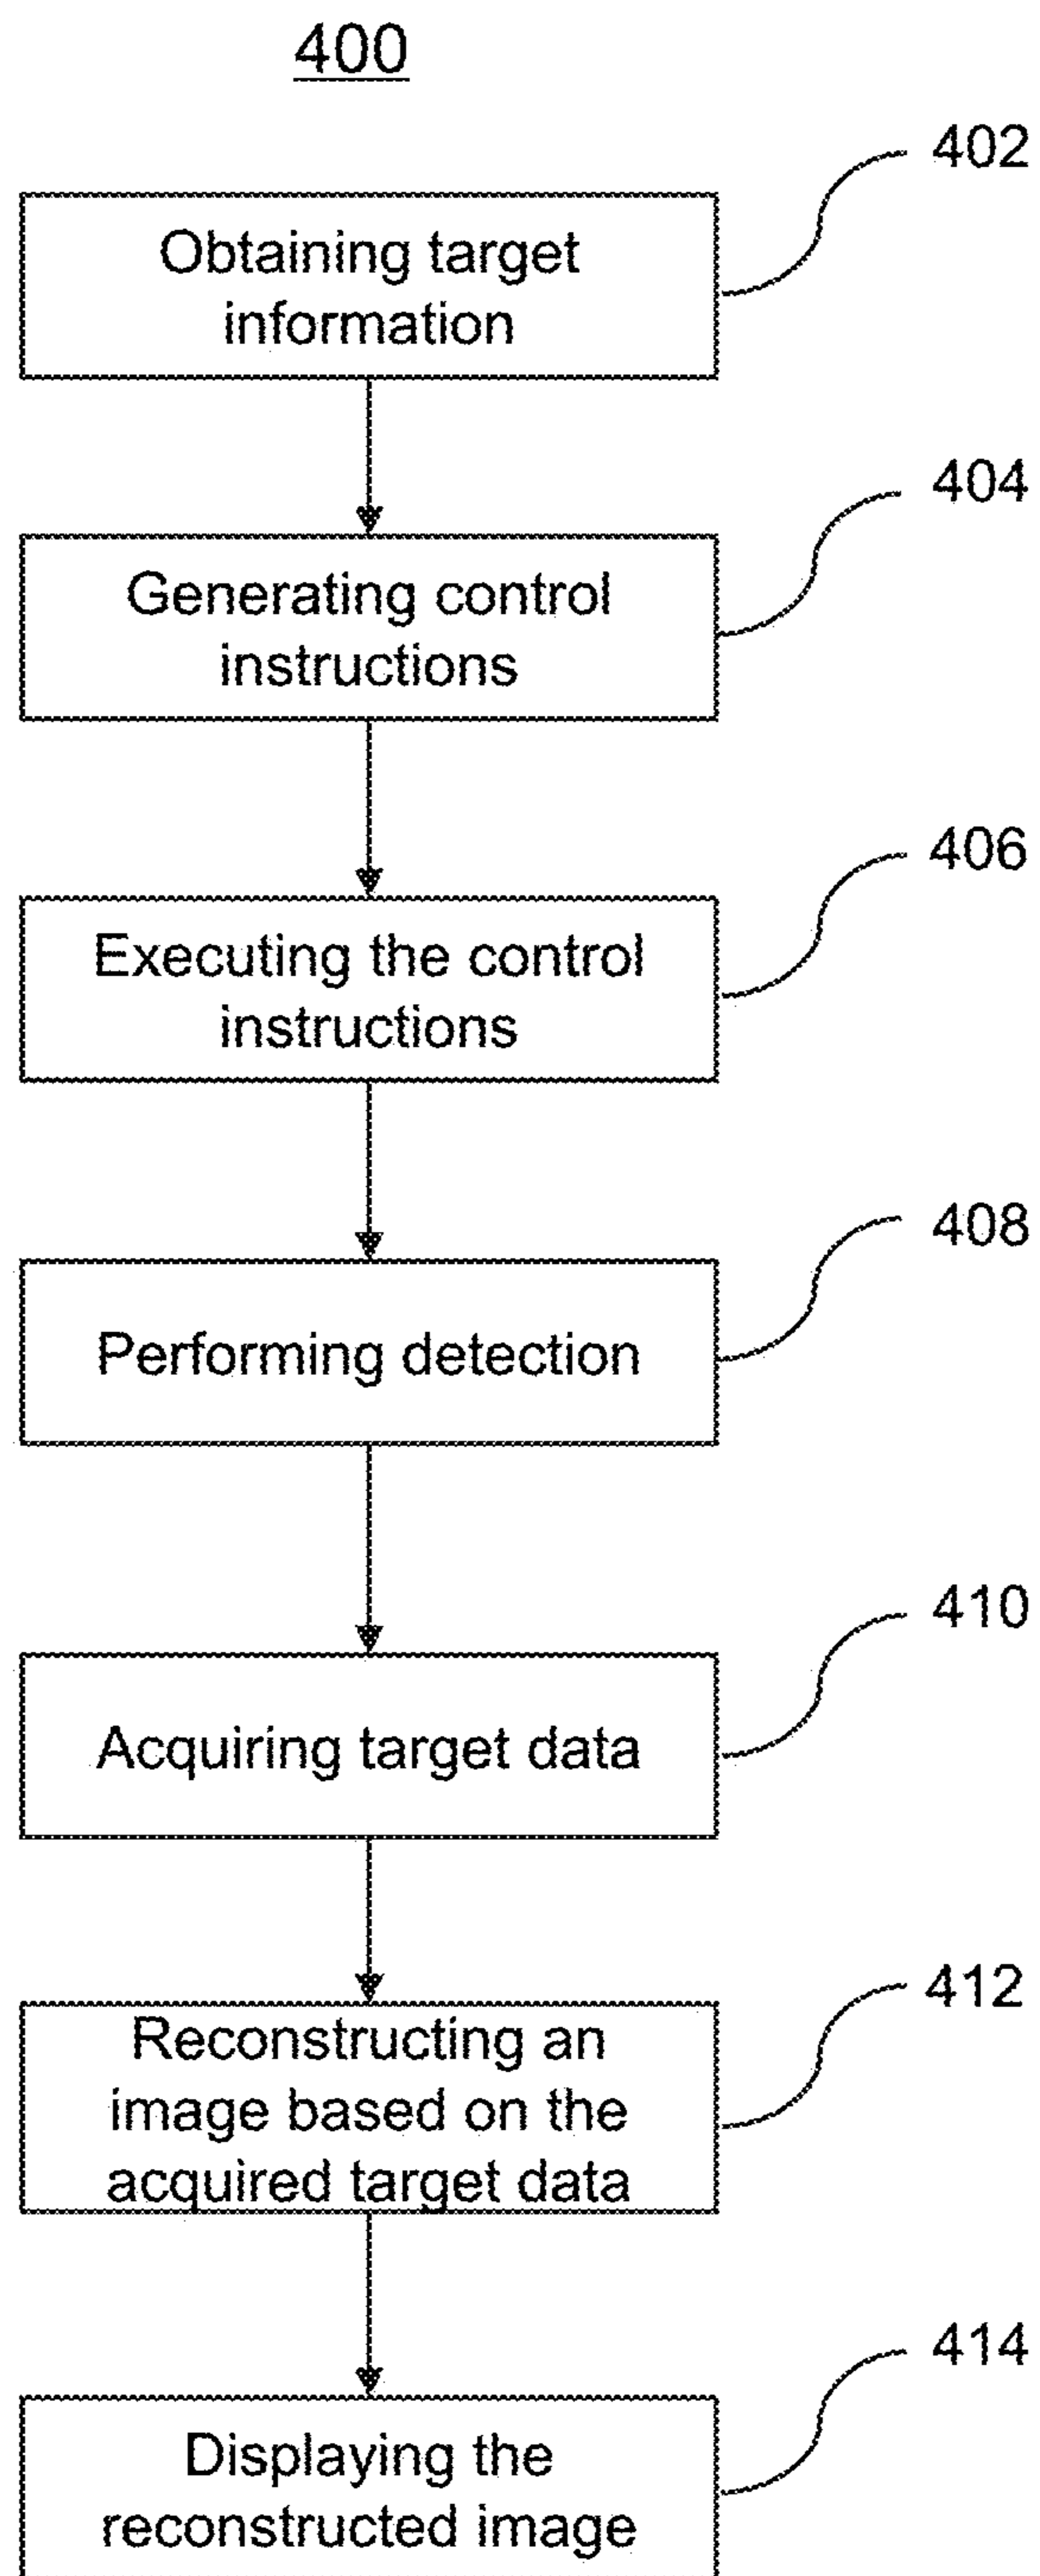 400
402
Obtaining target
information
404
Generating control
instructions
406
Executing the control
instructions
408
Performing detection
410
Acquiring target data
412
Reconstructing an
image based on the
acquired target data
414
Displaying the
reconstructed image